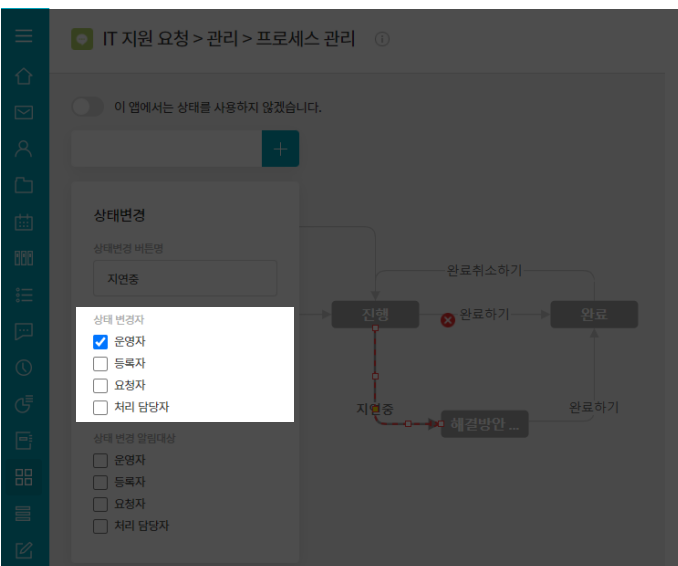 IT 지원 요청 > 관리 > 프로세스 관리
이 앱에서는 상태를 사용하지 않겠습니다.
상태변경
상태변경 버튼명
지연중
상태 변경자
운영자
등록자
요청자
처리 담당자
상태 변경 알림대상
운영자
등록자
요청자
처리 담당자
완료취소하기
진행
완료하기
완료
지연중
해결방안 ...
완료하기